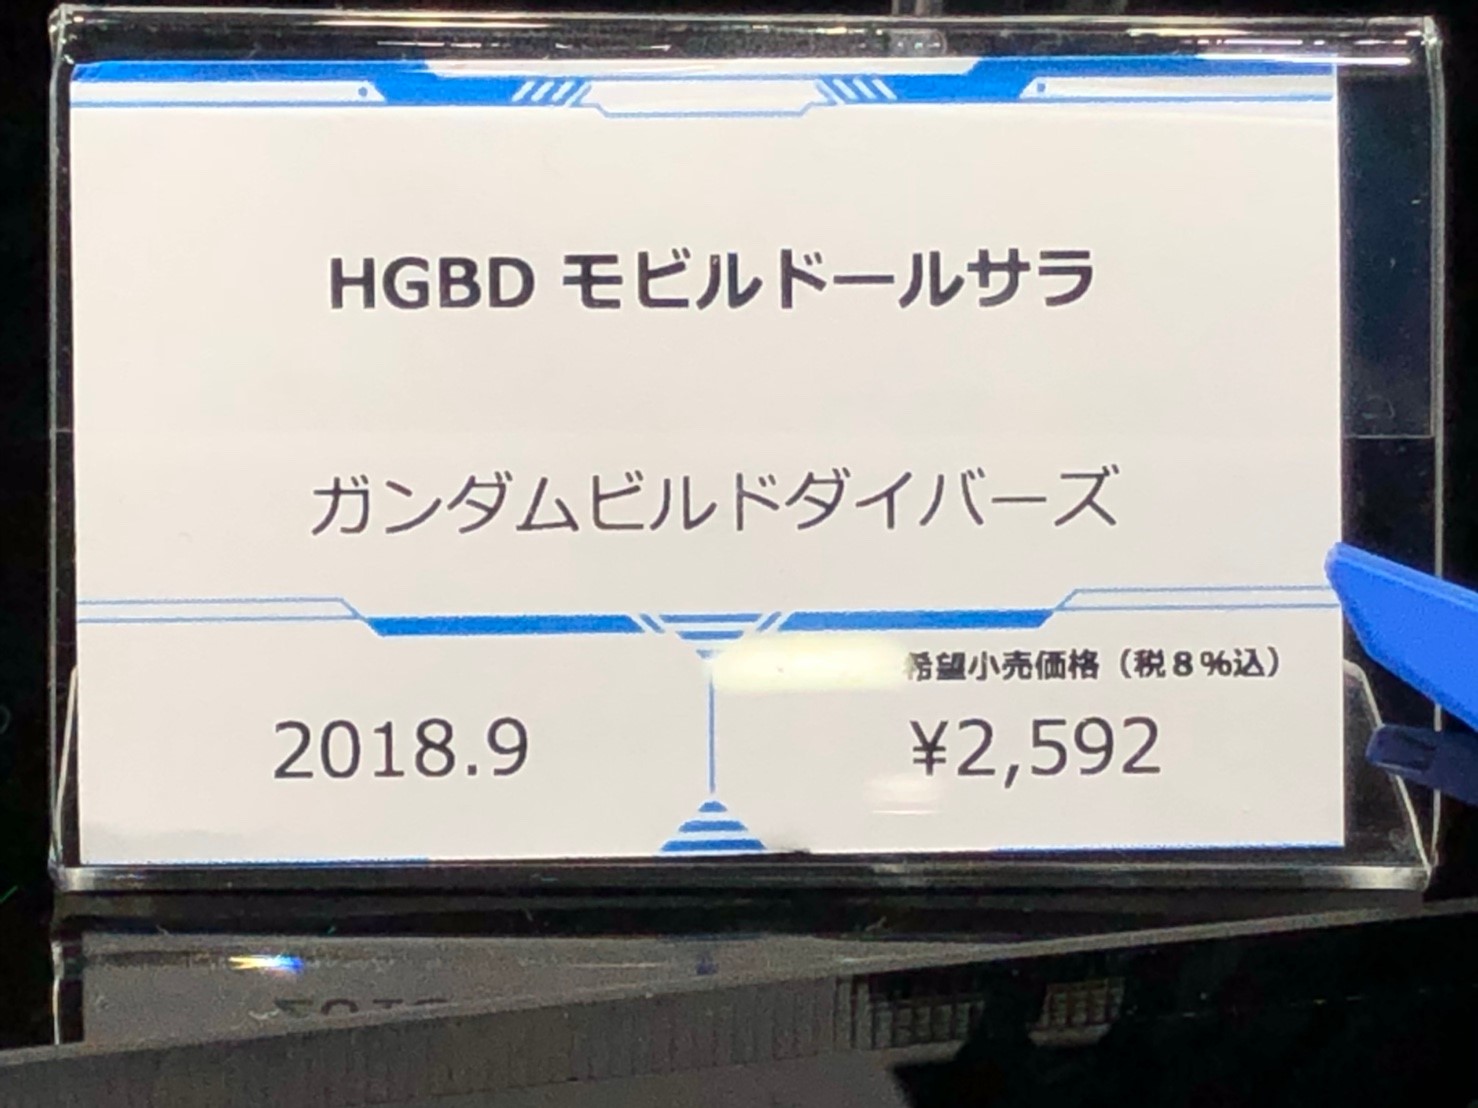 HGBD モビルドールサラ
ガンダムビルドダイバーズ
2018.9
希望小売価格（税８％込）
¥2,592